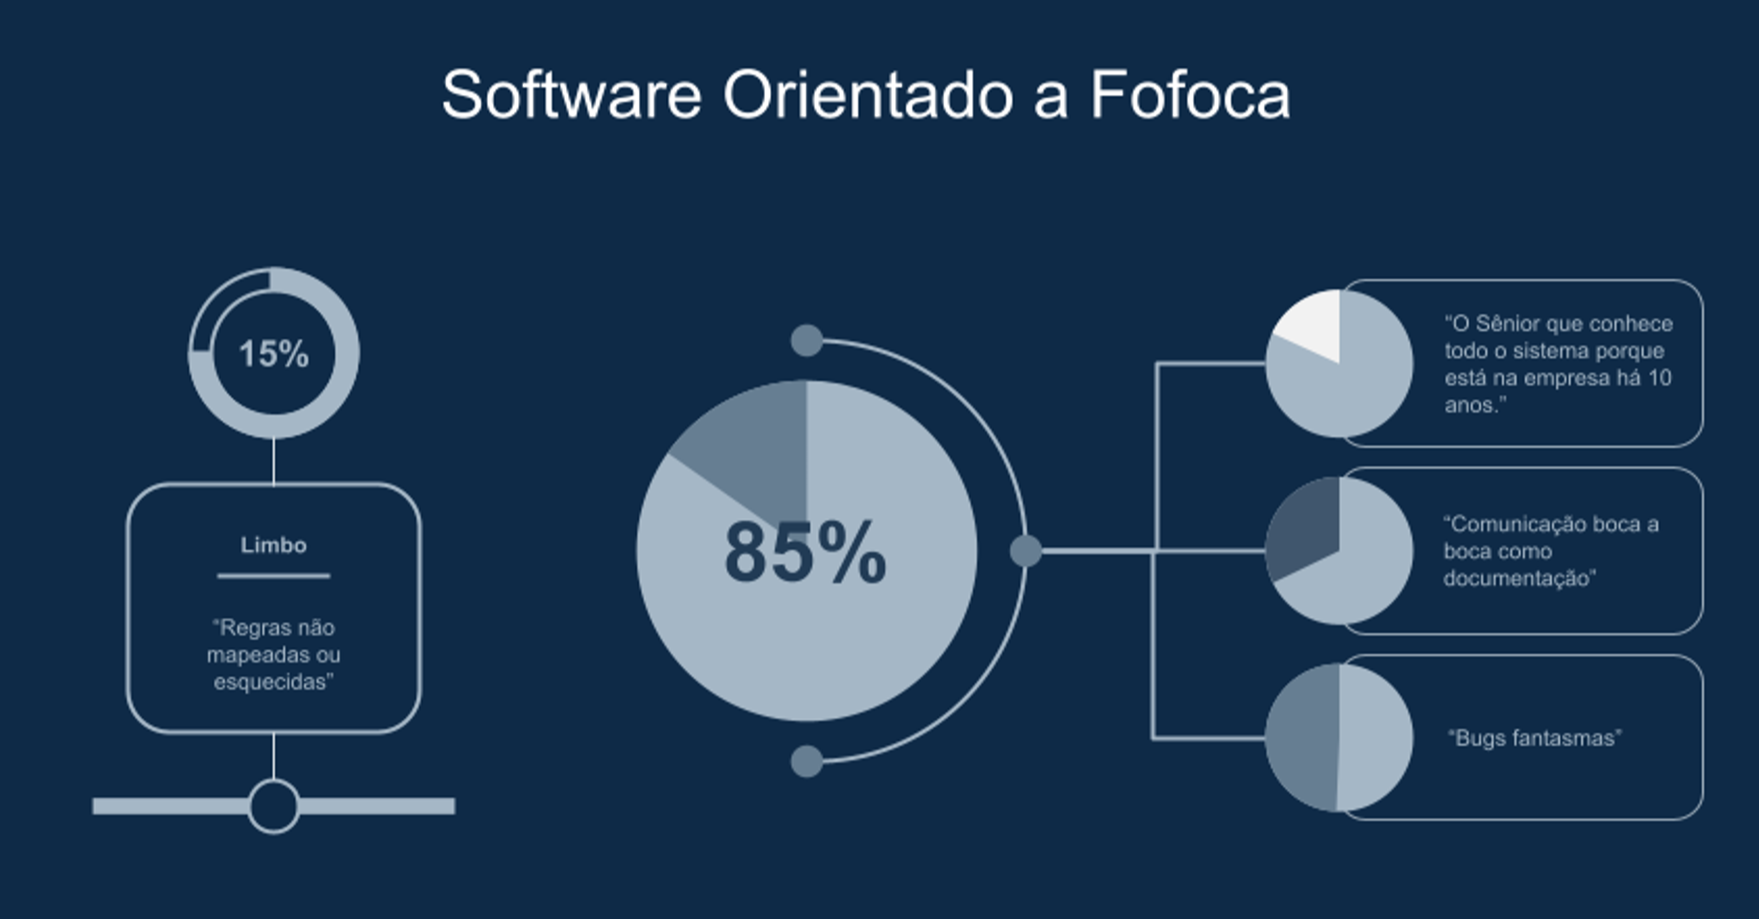 Software Orientado a Fofoca
15%
Limbo
“Regras não
mapeadas ou
esquecidas”
85%
“O Sênior que conhece
todo o sistema porque
está na empresa há 10
anos.”
“Comunicação boca a
boca como
documentação”
“Bugs fantasmas”